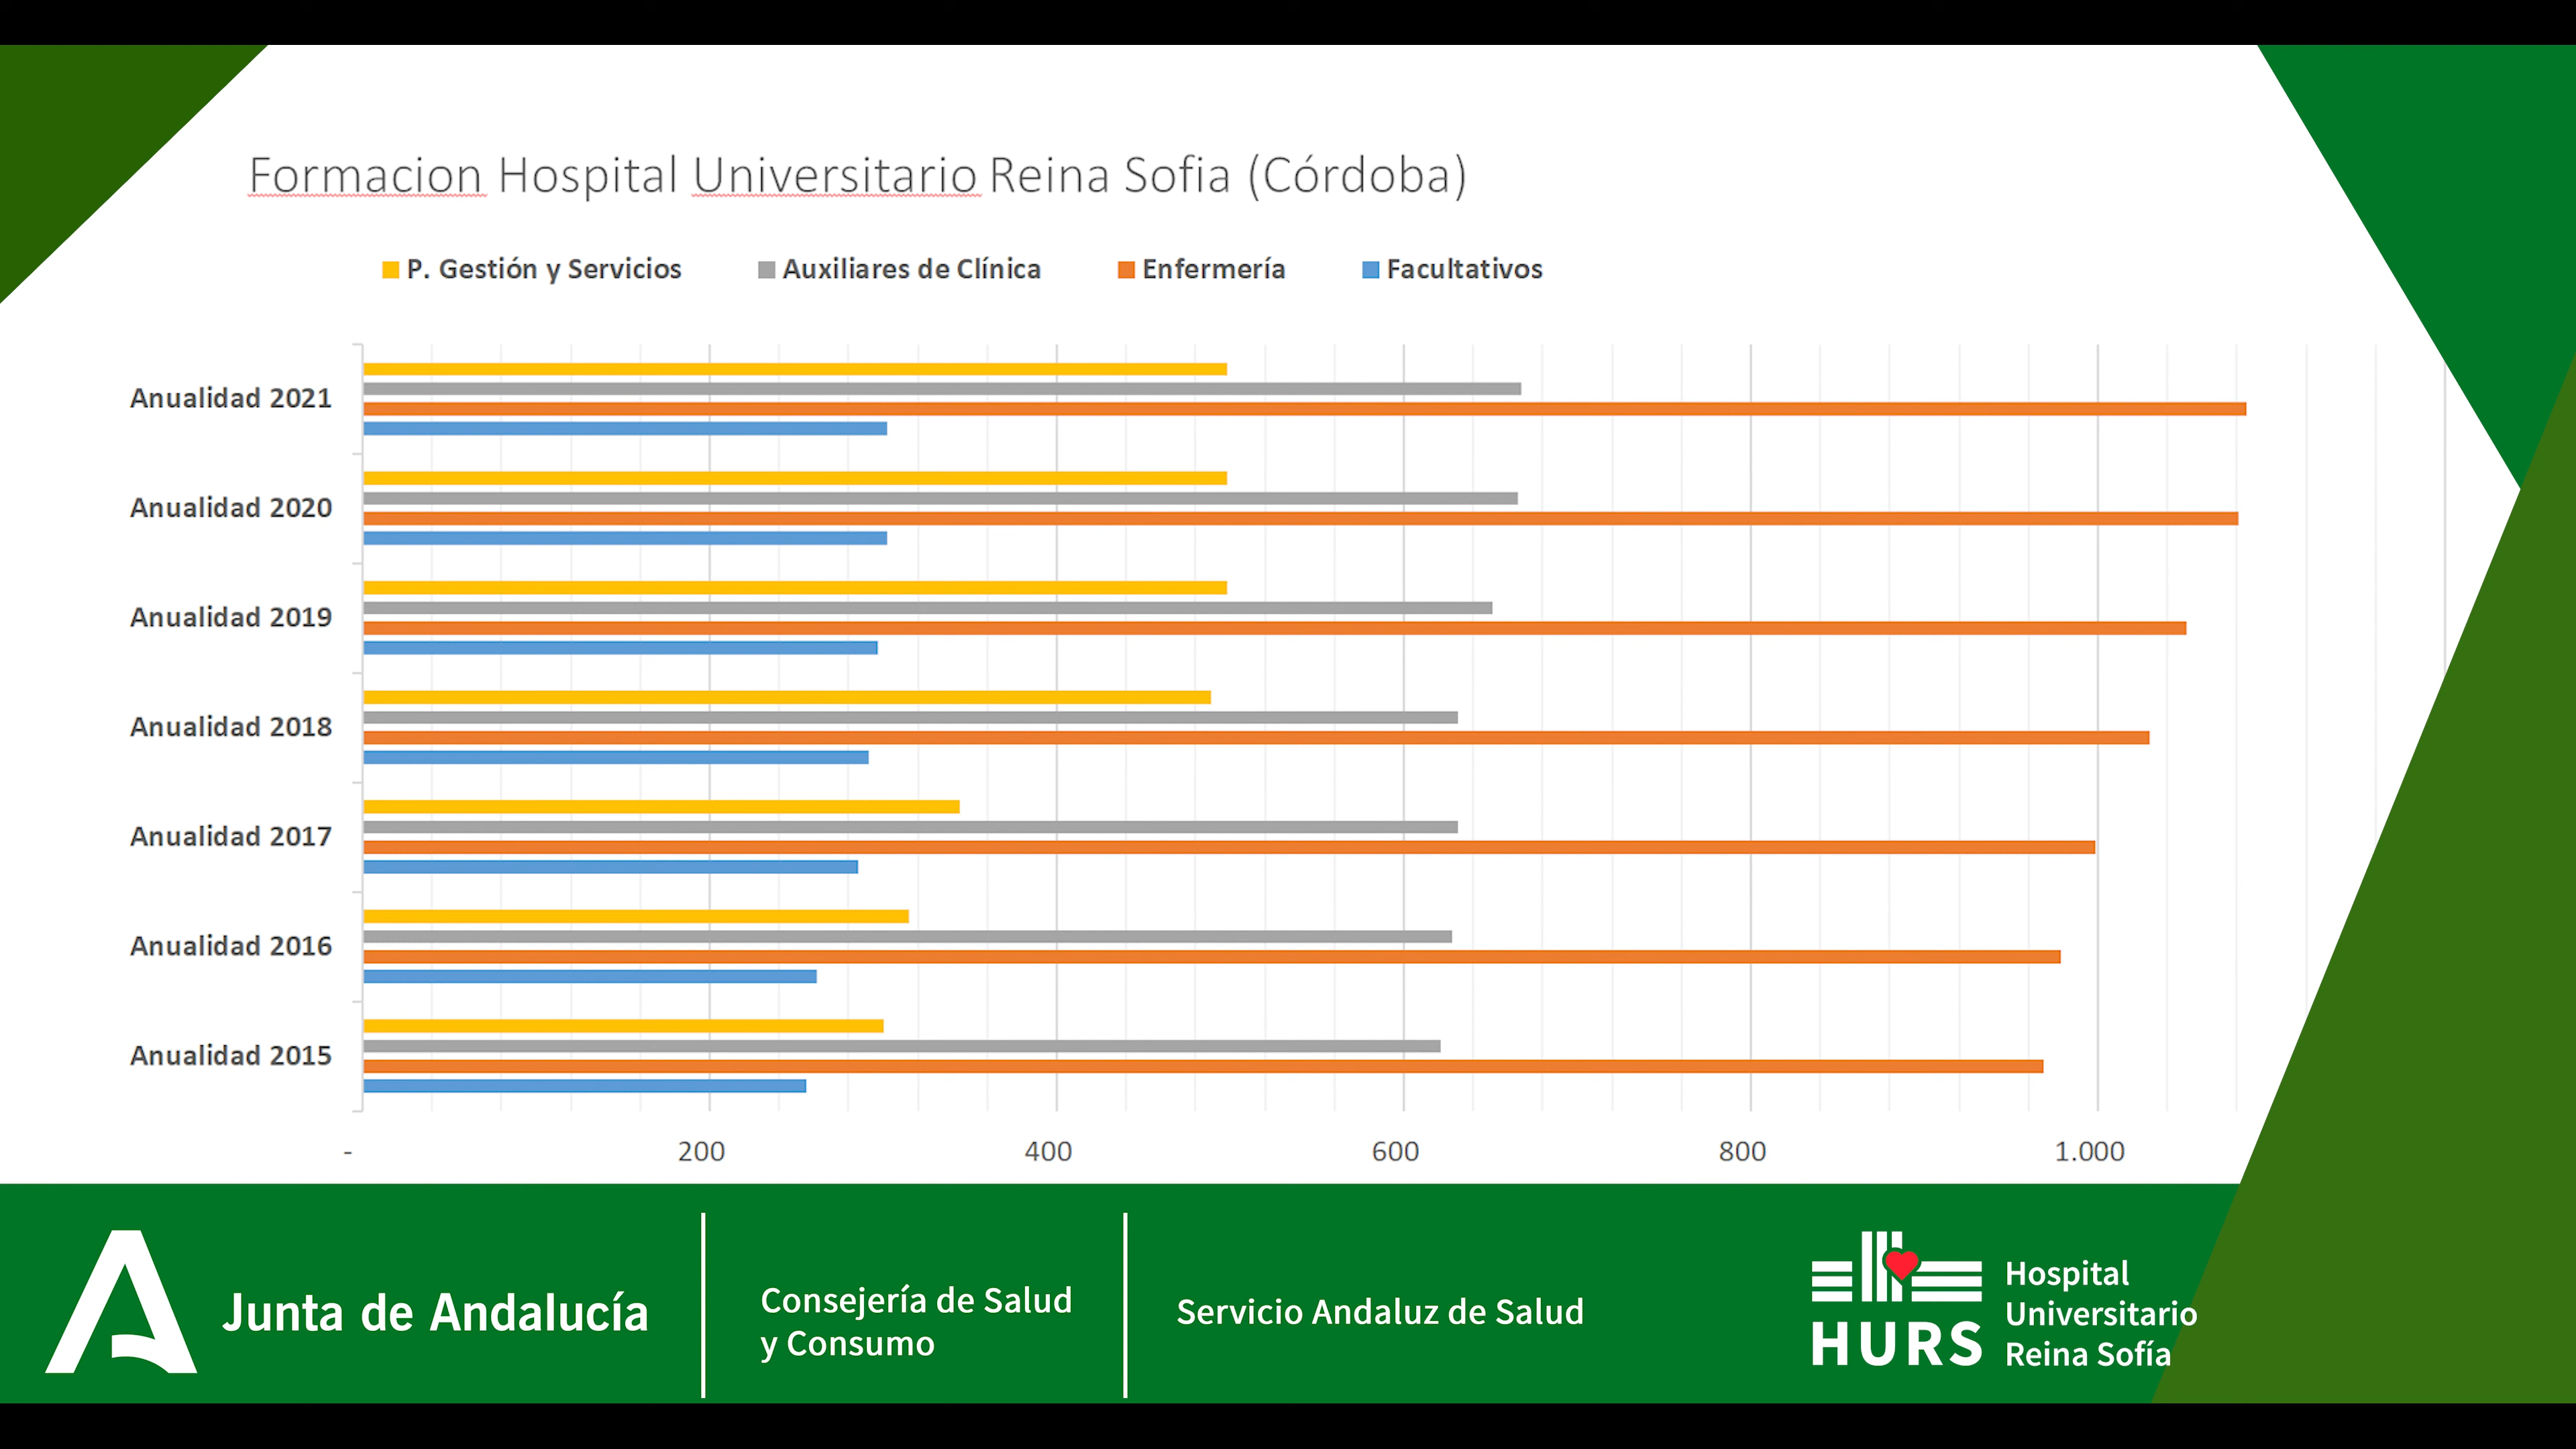 Formacion Hospital Universitario Reina Sofia (Córdoba)
P. Gestión y Servicios Auxiliares de Clínica Enfermería Facultativos
Anualidad 2021
Anualidad 2020
Anualidad 2019
Anualidad 2018
Anualidad 2017
Anualidad 2016
Anualidad 2015
- 200 400 600 800 1.000
Junta de Andalucía
Consejería de Salud
y Consumo
Servicio Andaluz de Salud
HURS
Hospital
Universitario
Reina Sofía